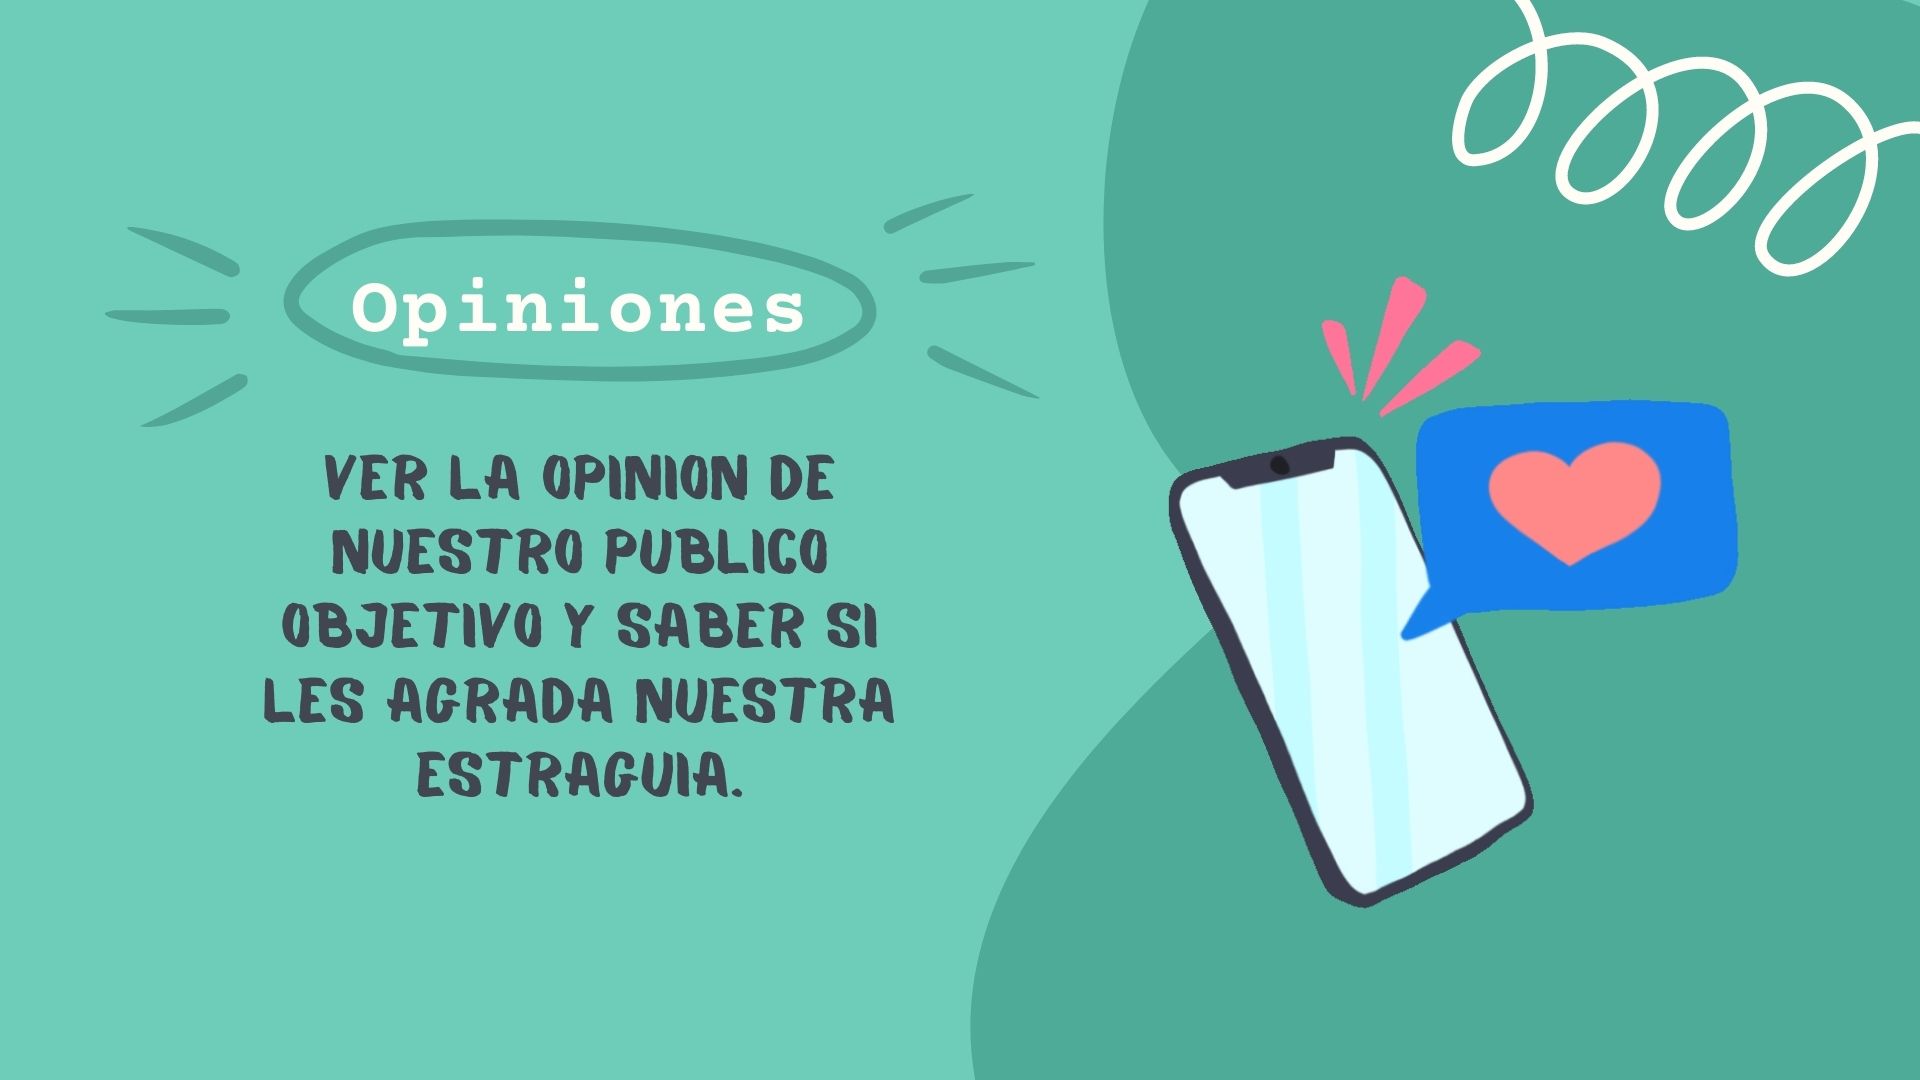 Opiniones
VER LA OPINION DE
NUESTRO PUBLICO
OBJETIVO Y SABER SI
LES AGRADA NUESTRA
ESTRAGUIA.